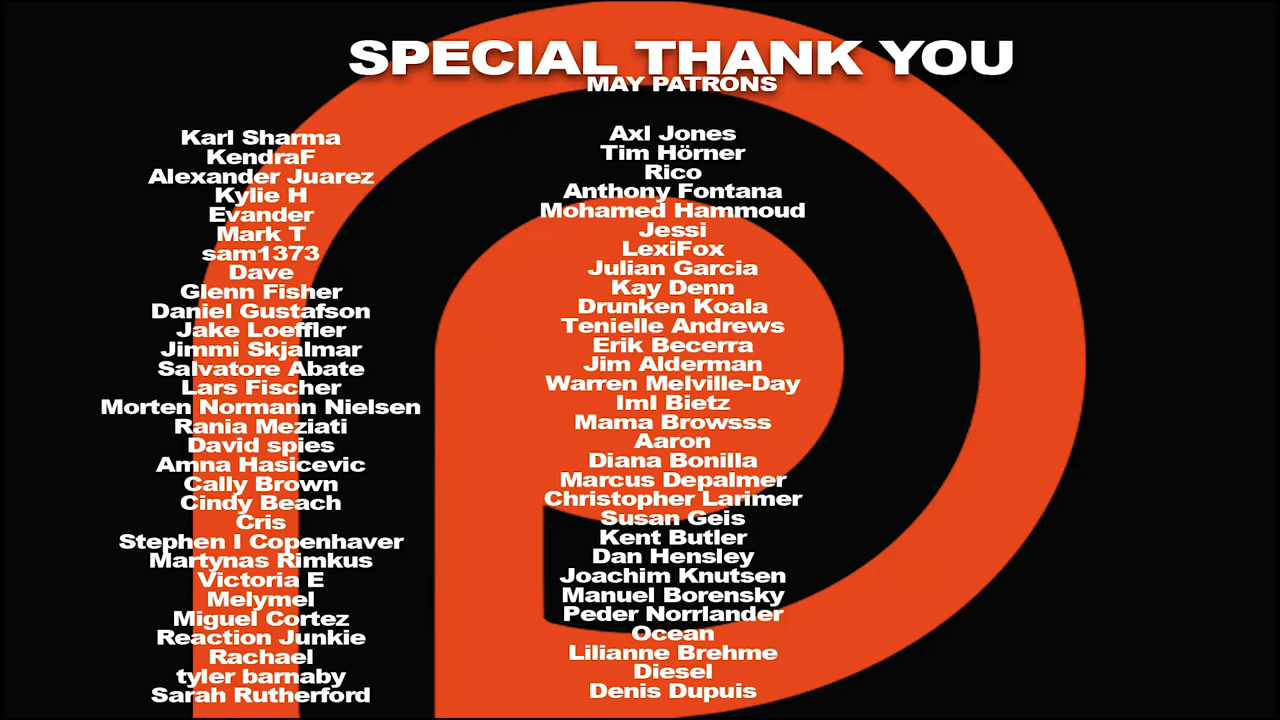 SPECIAL THANK YOU
MAY PATRONS
Karl Sharma
KendraF
Alexander Juarez
Kylie H
Evander
Mark T
sam1373
Dave
Glenn Fisher
Daniel Gustafson
Jake Loeffler
Jimmi Skjalmar
Salvatore Abate
Lars Fischer
Morten Normann Nielsen
Rania Meziati
David spies
Amna Hasicevic
Cally Brown
Cindy Beach
Cris
Stephen I Copenhaver
Martynas Rimkus
Victoria E
Melymel
Miguel Cortez
Reaction Junkie
Rachael
tyler barnaby
Sarah Rutherford
Axl Jones
Tim Hörner
Rico
Anthony Fontana
Mohamed Hammoud
Jessi
LexiFox
Julian Garcia
Kay Denn
Drunken Koala
Tenielle Andrews
Erik Becerra
Jim Alderman
Warren Melville-Day
Iml Bietz
Mama Browsss
Aaron
Diana Bonilla
Marcus Depalmer
Christopher Larimer
Susan Geis
Kent Butler
Dan Hensley
Joachim Knutsen
Manuel Borensky
Peder Norrlander
Ocean
Lilianne Brehme
Diesel
Denis Dupuis